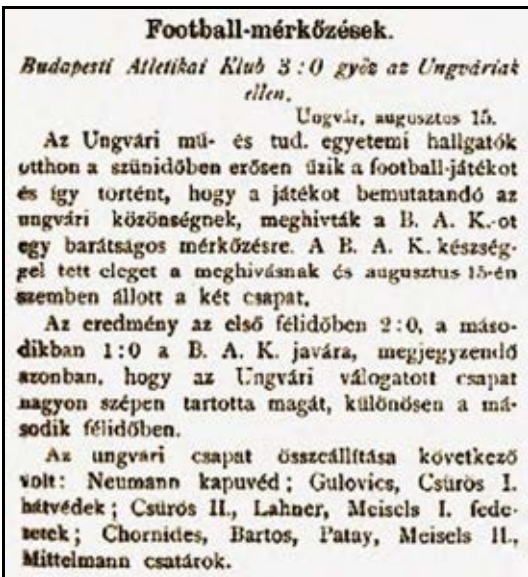 Football-mérkőzések.
Budapesti Atletikai Klub 3:0 győz az Ungváriak
ellen.
Ungvár, augusztus 15.
Az Ungvári mű- és tud. egyetemi hallgatók
otthon a szünidőben erősen űzik a football-játékot
és így tortént, hogy a játékot bemutatandó az
ungvári közönségnek, meghivták a B. A. K.-ot
egy barátságos mérkőzésre. A B. A. K. készség-
gel tett eleget a meghivásnak és augusztus 15-én
szemben állott a két csapat.
Az eredmény az első félidőben 2:0, a máso-
dikban 1:0 a B. A. K. javára, megjegyzendő
azonban, hogy az Ungvári válogatott csapat
nagyon szépen tartotta magát, különösen a má-
sodik félidőben.
Az ungvari csapat összeállítása következő
volt: Neumann kapuvéd; Gulovics, Csürös I.
hátvédek; Csürös II., Lahner, Meisels I. fede-
zetek; Chornides, Bartos, Patay, Meisels II.,
Mittelmann csatárok.